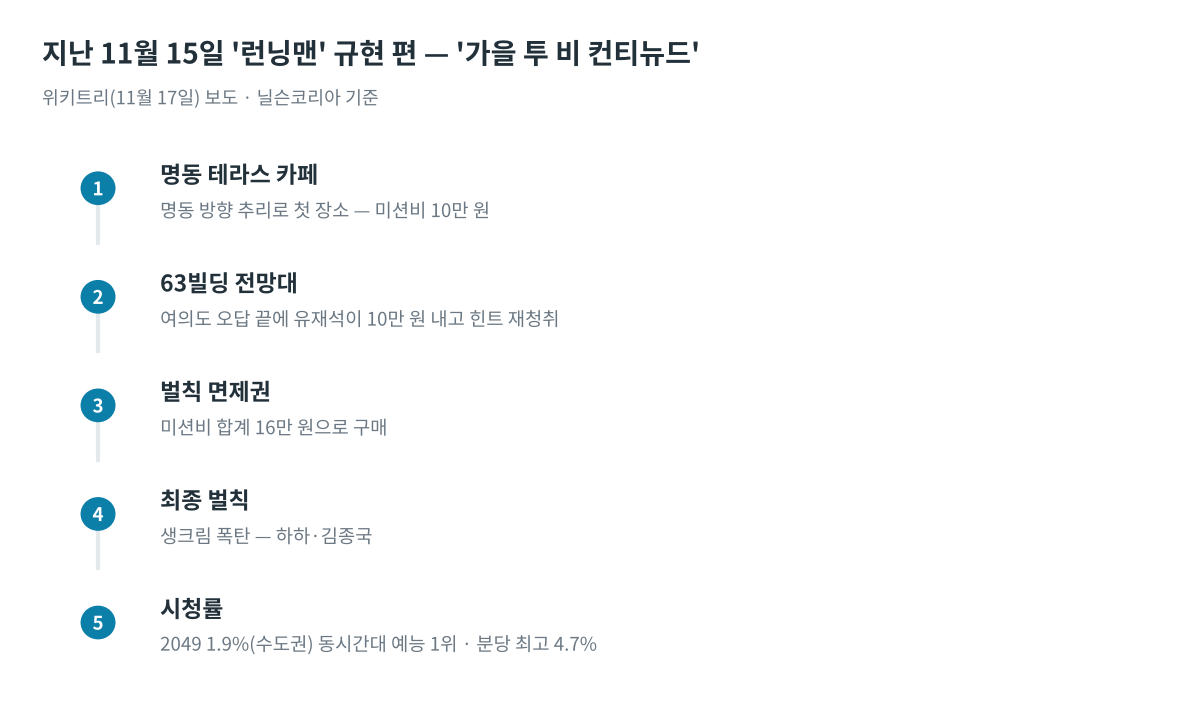 지난 11월 15일 '런닝맨' 규현 편 — '가을 투 비 컨티뉴드'
위키트리(11월 17일) 보도 · 닐슨코리아 기준
1
명동 테라스 카페
명동 방향 추리로 첫 장소 — 미션비 10만 원
2
63빌딩 전망대
여의도 오답 끝에 유재석이 10만 원 내고 힌트 재청취
3
벌칙 면제권
미션비 합계 16만 원으로 구매
4
최종 벌칙
생크림 폭탄 — 하하·김종국
5
시청률
2049 1.9%(수도권) 동시간대 예능 1위 · 분당 최고 4.7%